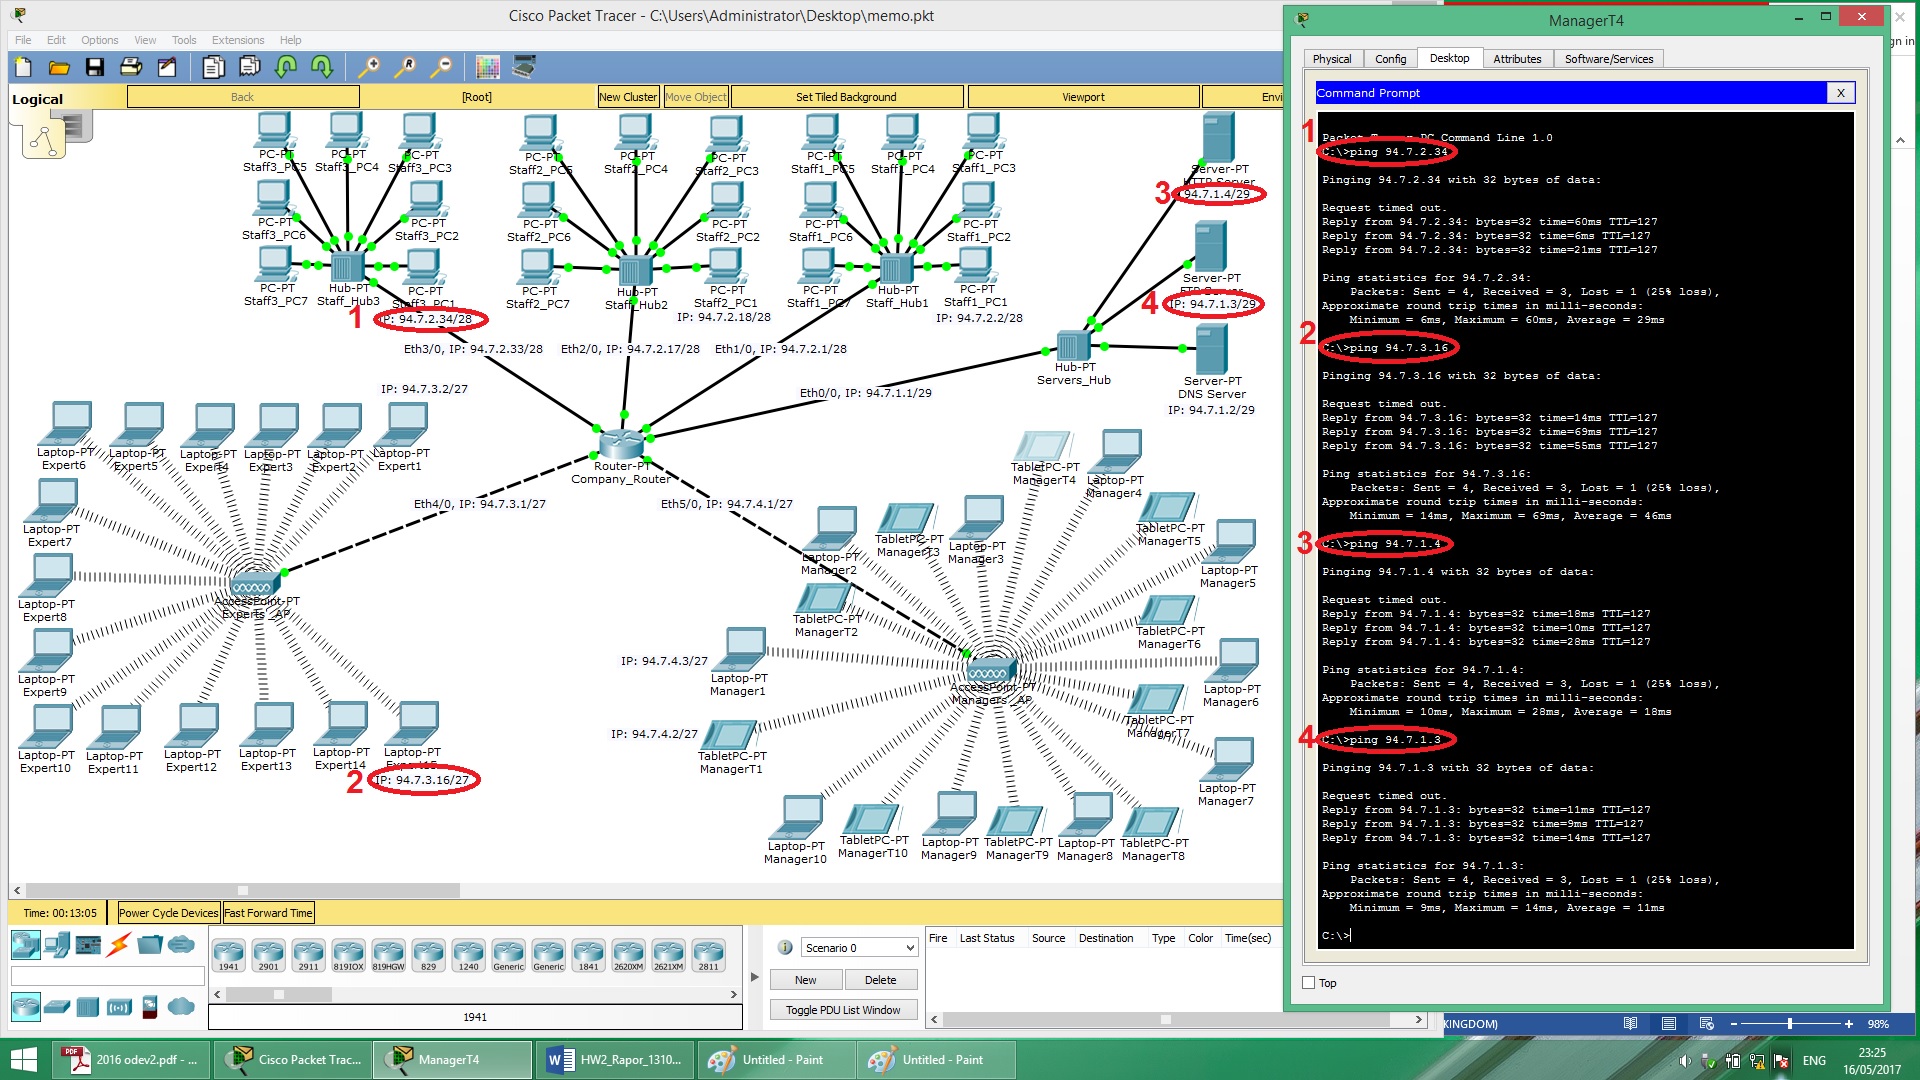 Cisco Packet Tracer - C:\Users\Administrator\Desktop\memo.pkt
File Edit Options View Tools Extensions Help
Logical
Back
[Root]
New Cluster
Move Object
Set Tiled Background
Viewport
Envi
PC-PT
Staff3_PC5
PC-PT
Staff3_PC4
PC-PT
Staff3_PC3
PC-PT
Staff3_PC6
PC-PT
Staff3_PC2
PC-PT
Staff3_PC7
Hub-PT
Staff_Hub3
PC-PT
Staff3_PC1
1
IP: 94.7.2.34/28
PC-PT
Staff2_PC5
PC-PT
Staff2_PC4
PC-PT
Staff2_PC3
PC-PT
Staff2_PC6
PC-PT
Staff2_PC2
PC-PT
Staff2_PC7
Hub-PT
Staff_Hub2
PC-PT
Staff2_PC1
IP: 94.7.2.18/28
PC-PT
Staff1_PC5
PC-PT
Staff1_PC4
PC-PT
Staff1_PC3
PC-PT
Staff1_PC6
PC-PT
Staff1_PC2
PC-PT
Staff1_PC7
Hub-PT
Staff_Hub1
PC-PT
Staff1_PC1
IP: 94.7.2.2/28
Server-PT
HTTP Server
3
94.7.1.4/29
Server-PT
FTP Server
4
IP: 94.7.1.3/29
Hub-PT
Servers_Hub
Server-PT
DNS Server
IP: 94.7.1.2/29
Eth3/0, IP: 94.7.2.33/28
Eth2/0, IP: 94.7.2.17/28
Eth1/0, IP: 94.7.2.1/28
Eth0/0, IP: 94.7.1.1/29
IP: 94.7.3.2/27
Router-PT
Company_Router
Eth4/0, IP: 94.7.3.1/27
Eth5/0, IP: 94.7.4.1/27
Laptop-PT
Expert6
Laptop-PT
Expert5
Laptop-PT
Expert4
Laptop-PT
Expert3
Laptop-PT
Expert2
Laptop-PT
Expert1
Laptop-PT
Expert7
Laptop-PT
Expert8
AccessPoint-PT
Experts_AP
Laptop-PT
Expert9
Laptop-PT
Expert10
Laptop-PT
Expert11
Laptop-PT
Expert12
Laptop-PT
Expert13
Laptop-PT
Expert14
Laptop-PT
Expert15
2
IP: 94.7.3.16/27
TabletPC-PT
ManagerT4
Laptop-PT
Manager4
Laptop-PT
Manager2
TabletPC-PT
ManagerT3
Laptop-PT
Manager3
TabletPC-PT
ManagerT5
Laptop-PT
Manager5
TabletPC-PT
ManagerT2
TabletPC-PT
ManagerT6
IP: 94.7.4.3/27
Laptop-PT
Manager1
AccessPoint-PT
Managers_AP
Laptop-PT
Manager6
IP: 94.7.4.2/27
TabletPC-PT
ManagerT1
TabletPC-PT
ManagerT7
Laptop-PT
Manager7
Laptop-PT
Manager10
TabletPC-PT
ManagerT10
Laptop-PT
Manager9
TabletPC-PT
ManagerT9
Laptop-PT
Manager8
TabletPC-PT
ManagerT8
Time: 00:13:05
Power Cycle Devices
Fast Forward Time
1941 2901 2911 819IOX 819HGW 829 1240 Generic Generic 1841 2620XM 2621XM 2811
1941
Scenario 0
New
Delete
Toggle PDU List Window
Fire Last Status Source Destination Type Color Time(sec)
ManagerT4
Physical Config Desktop Attributes Software/Services
Command Prompt
X
1
Packet Tracer PC Command Line 1.0
C:\>ping 94.7.2.34
Pinging 94.7.2.34 with 32 bytes of data:
Request timed out.
Reply from 94.7.2.34: bytes=32 time=60ms TTL=127
Reply from 94.7.2.34: bytes=32 time=6ms TTL=127
Reply from 94.7.2.34: bytes=32 time=21ms TTL=127
Ping statistics for 94.7.2.34:
Packets: Sent = 4, Received = 3, Lost = 1 (25% loss),
Approximate round trip times in milli-seconds:
Minimum = 6ms, Maximum = 60ms, Average = 29ms
2
C:\>ping 94.7.3.16
Pinging 94.7.3.16 with 32 bytes of data:
Request timed out.
Reply from 94.7.3.16: bytes=32 time=14ms TTL=127
Reply from 94.7.3.16: bytes=32 time=69ms TTL=127
Reply from 94.7.3.16: bytes=32 time=55ms TTL=127
Ping statistics for 94.7.3.16:
Packets: Sent = 4, Received = 3, Lost = 1 (25% loss),
Approximate round trip times in milli-seconds:
Minimum = 14ms, Maximum = 69ms, Average = 46ms
3
C:\>ping 94.7.1.4
Pinging 94.7.1.4 with 32 bytes of data:
Request timed out.
Reply from 94.7.1.4: bytes=32 time=18ms TTL=127
Reply from 94.7.1.4: bytes=32 time=10ms TTL=127
Reply from 94.7.1.4: bytes=32 time=28ms TTL=127
Ping statistics for 94.7.1.4:
Packets: Sent = 4, Received = 3, Lost = 1 (25% loss),
Approximate round trip times in milli-seconds:
Minimum = 10ms, Maximum = 28ms, Average = 18ms
4
C:\>ping 94.7.1.3
Pinging 94.7.1.3 with 32 bytes of data:
Request timed out.
Reply from 94.7.1.3: bytes=32 time=11ms TTL=127
Reply from 94.7.1.3: bytes=32 time=9ms TTL=127
Reply from 94.7.1.3: bytes=32 time=14ms TTL=127
Ping statistics for 94.7.1.3:
Packets: Sent = 4, Received = 3, Lost = 1 (25% loss),
Approximate round trip times in milli-seconds:
Minimum = 9ms, Maximum = 14ms, Average = 11ms
C:\>
Top
gn in
KINGDOM)
98%
2016 odev2.pdf - ...
Cisco Packet Trac...
ManagerT4
HW2_Rapor_1310...
Untitled - Paint
Untitled - Paint
ENG
23:25
16/05/2017